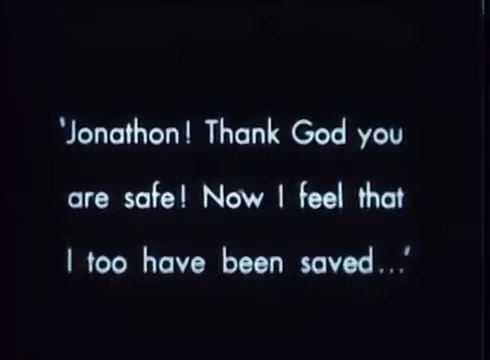 'Jonathon! Thank God you
are safe! Now I feel that
I too have been saved...'